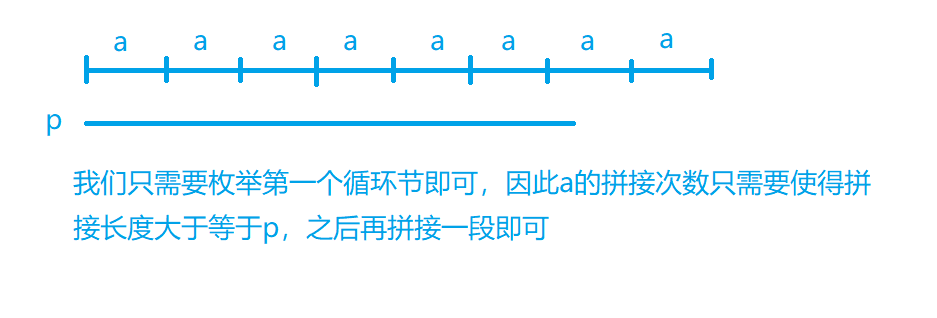 a a a a a a a a
p
我们只需要枚举第一个循环节即可，因此a的拼接次数只需要使得拼
接长度大于等于p，之后再拼接一段即可